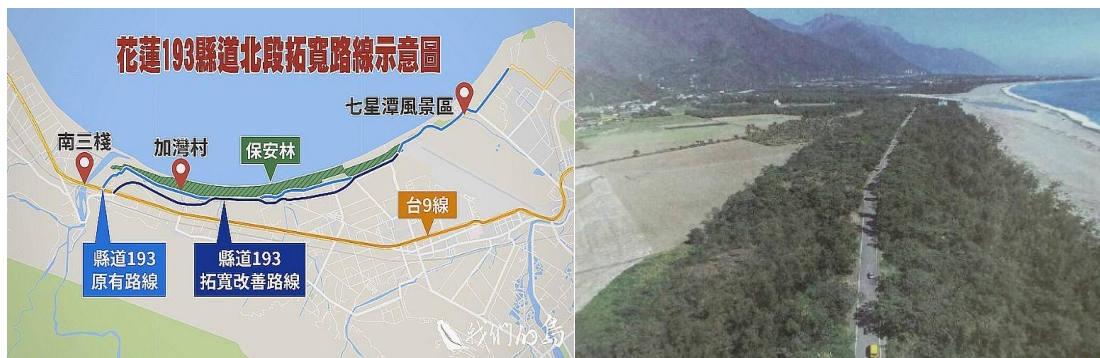 花蓮193縣道北段拓寬路線示意圖
七星潭風景區
南三棧
加灣村
保安林
台9線
縣道193
原有路線
縣道193
拓寬改善路線
我們的島